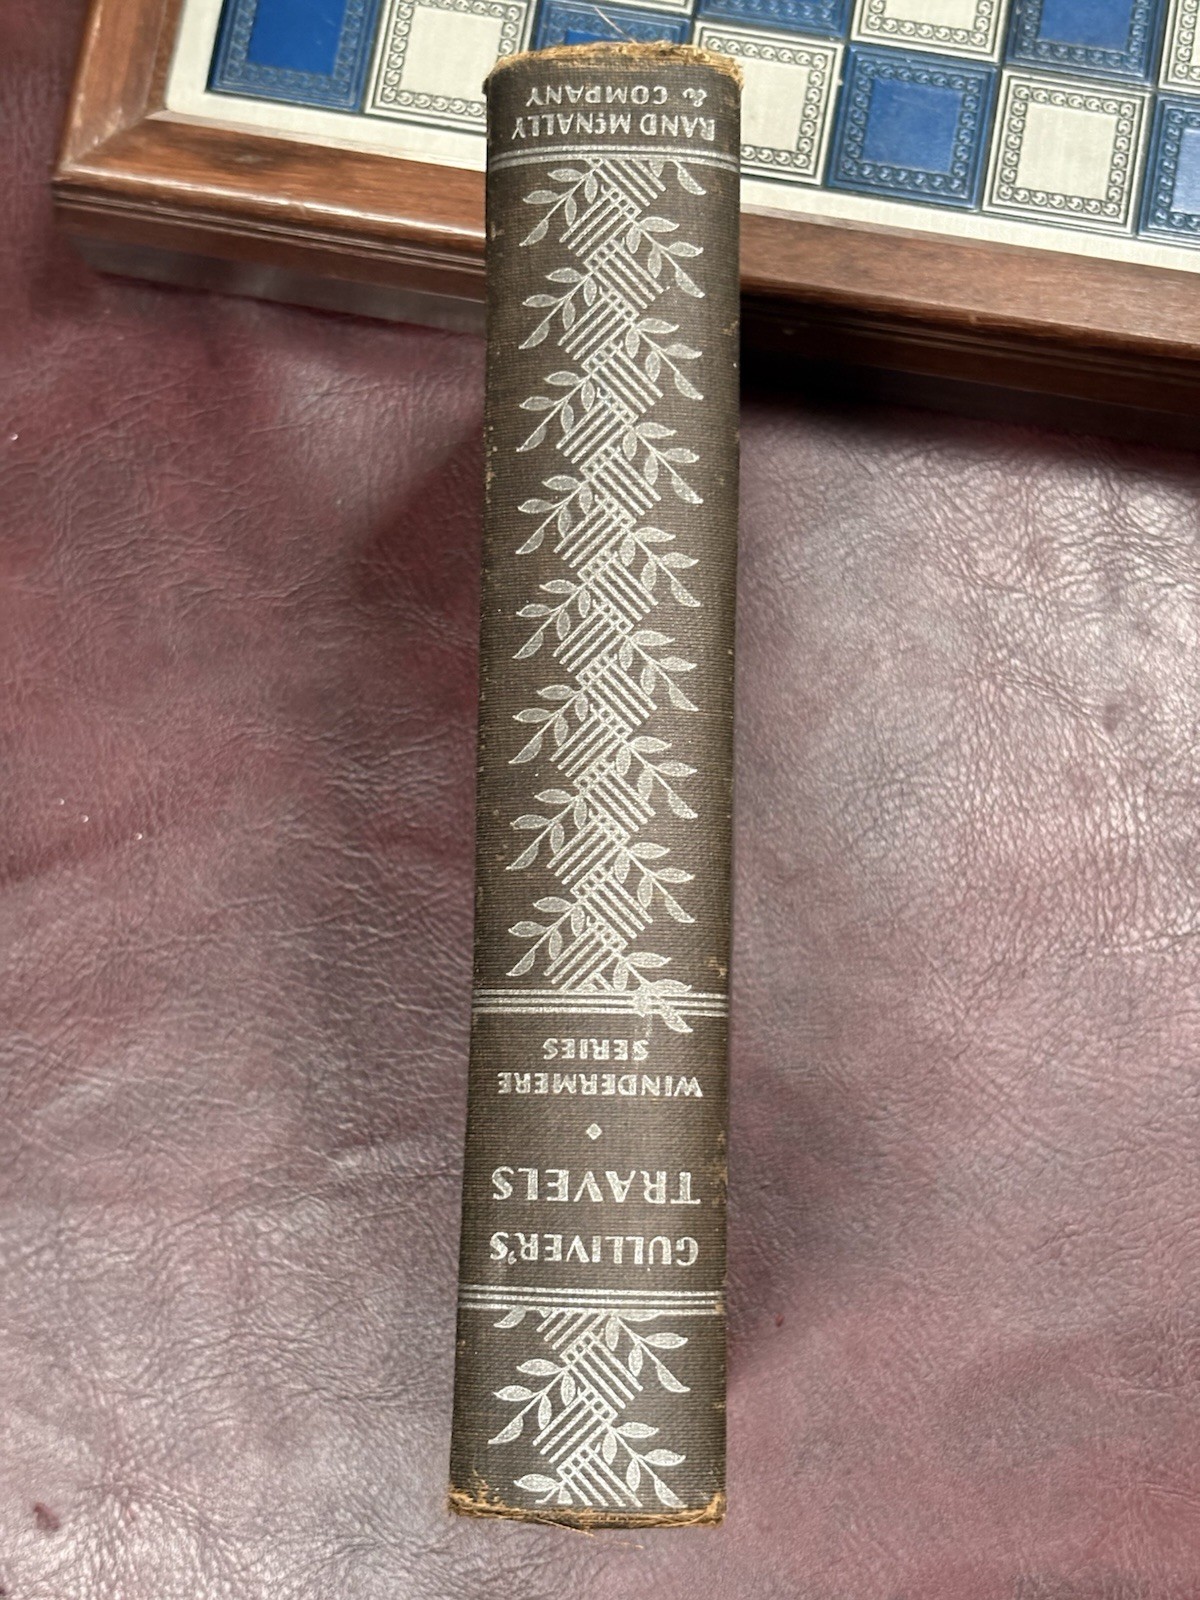 GULLIVER'S
TRAVELS
WINDERMERE
SERIES
RAND McNALLY
& COMPANY